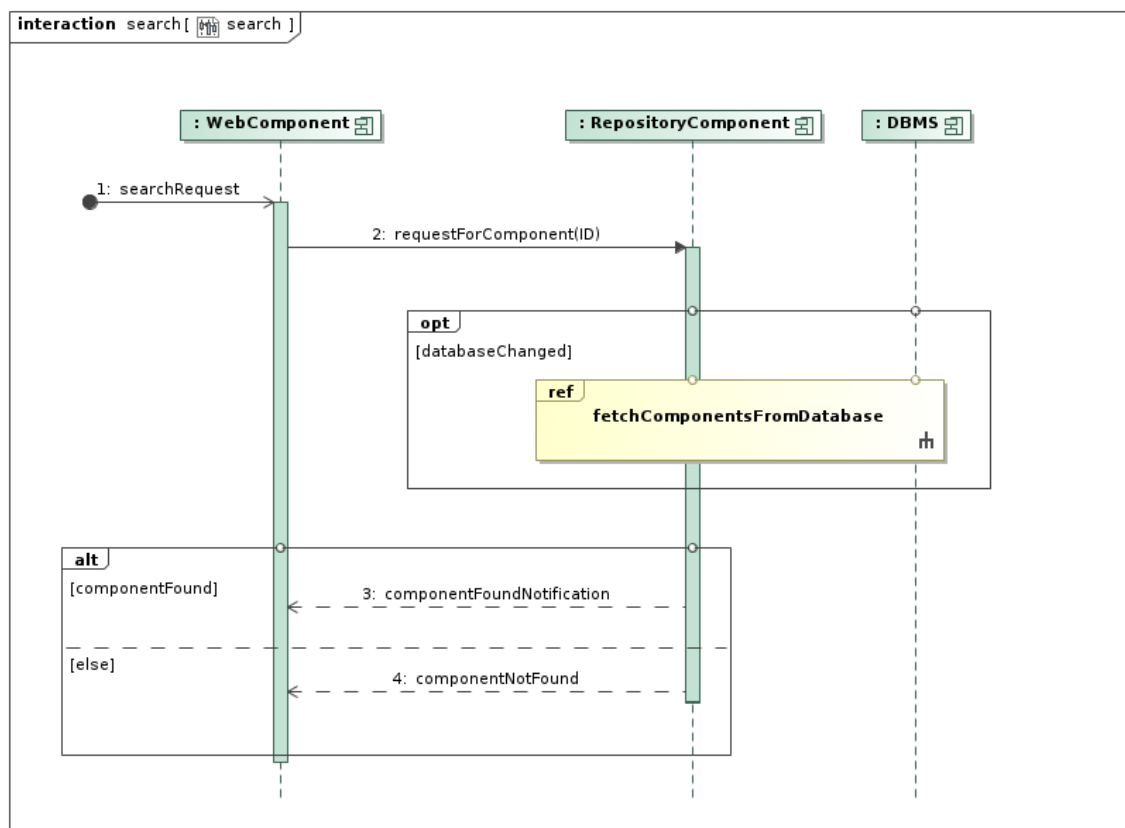 interaction search[ search ]
: WebComponent
: RepositoryComponent
: DBMS
1: searchRequest
2: requestForComponent(ID)
opt
[databaseChanged]
ref
fetchComponentsFromDatabase
alt
[componentFound]
3: componentFoundNotification
[else]
4: componentNotFound